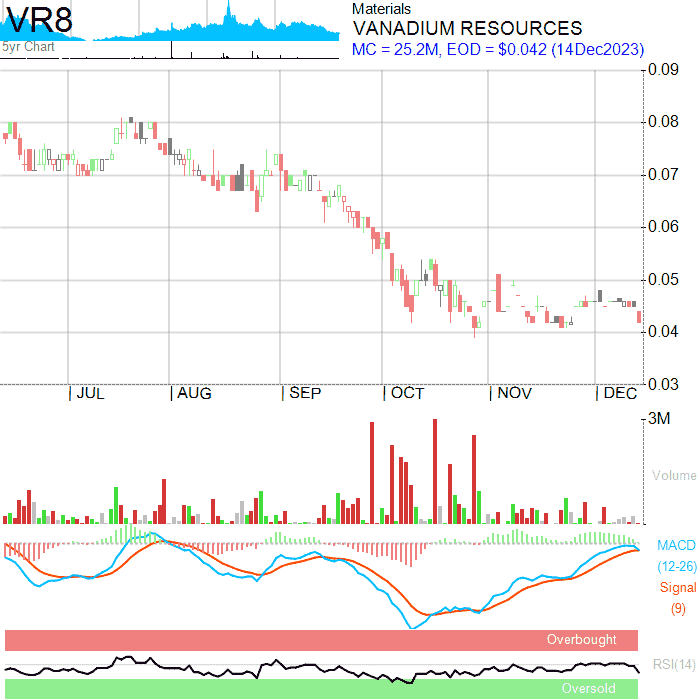 VR8
5yr Chart
Materials
VANADIUM RESOURCES
MC = 25.2M, EOD = $0.042 (14Dec2023)
0.09
0.08
0.07
0.06
0.05
0.04
0.03
JUL
AUG
SEP
OCT
NOV
DEC
3M
Volume
MACD
(12-26)
Signal
(9)
Overbought
RSI(14)
Oversold